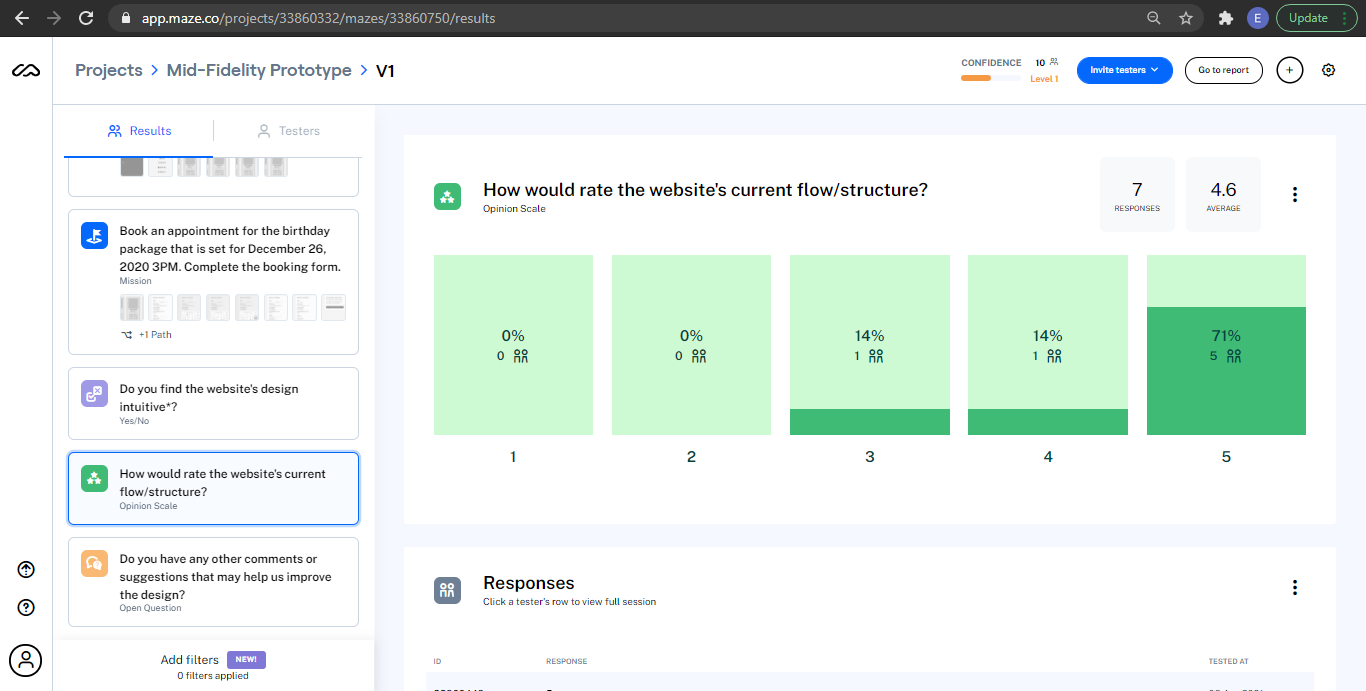 app.maze.co/projects/33860332/mazes/33860750/results
E
Update
Projects > Mid-Fidelity Prototype > V1
CONFIDENCE
10
Level 1
Invite testers
Go to report
Results
Testers
Book an appointment for the birthday
package that is set for December 26,
2020 3PM. Complete the booking form.
Mission
+1 Path
Do you find the website's design
intuitive*?
Yes/No
How would rate the website's current
flow/structure?
Opinion Scale
Do you have any other comments or
suggestions that may help us improve
the design?
Open Question
Add filters NEW!
0 filters applied
How would rate the website's current flow/structure?
Opinion Scale
7
RESPONSES
4.6
AVERAGE
0%
0
0%
0
14%
1
14%
1
71%
5
1
2
3
4
5
Responses
Click a tester's row to view full session
ID
RESPONSE
TESTED AT